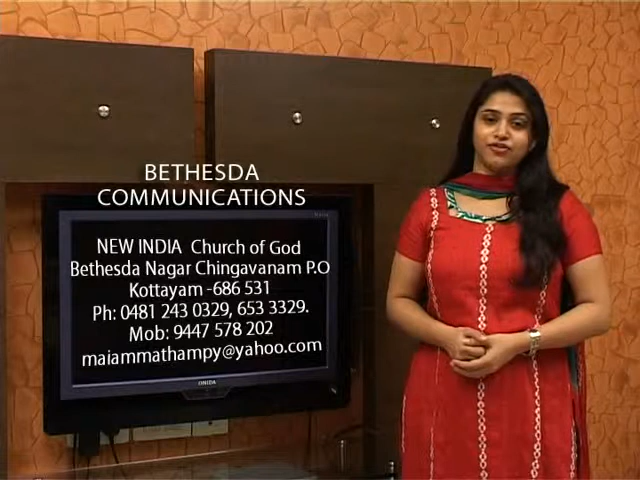 BETHESDA
COMMUNICATIONS
NEW INDIA Church of God
Bethesda Nagar Chingavanam P.O
Kottayam -686 531
Ph: 0481 243 0329, 653 3329.
Mob: 9447 578 202
maiammathampy@yahoo.com
ONIDA